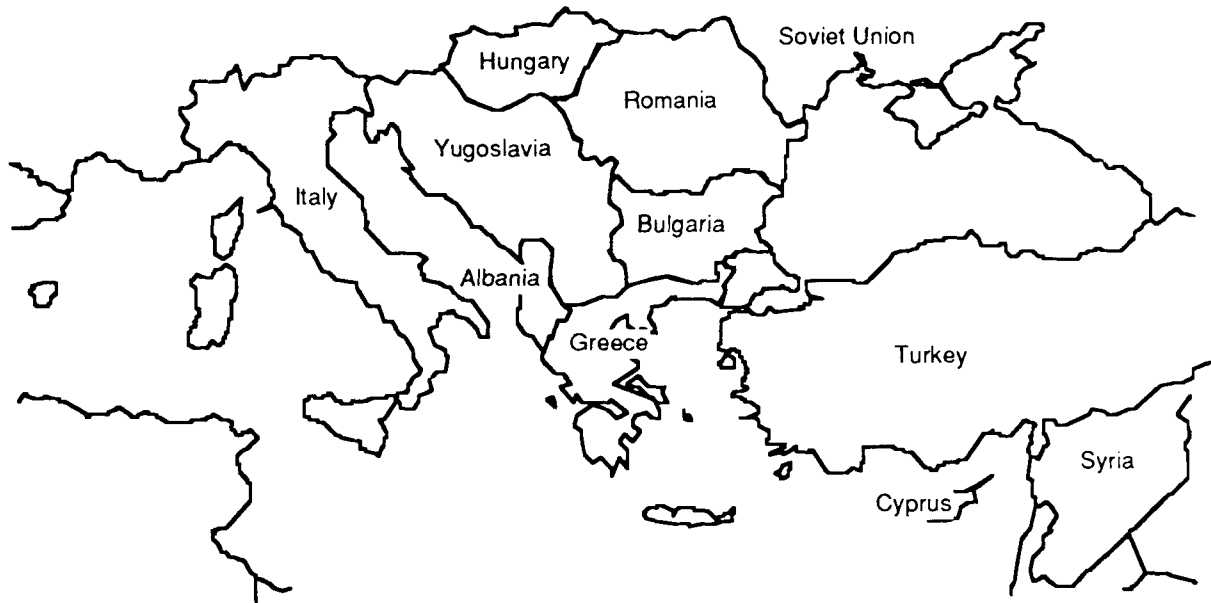 Soviet Union
Hungary
Romania
Yugoslavia
Italy
Bulgaria
Albania
Greece
Turkey
Syria
Cyprus